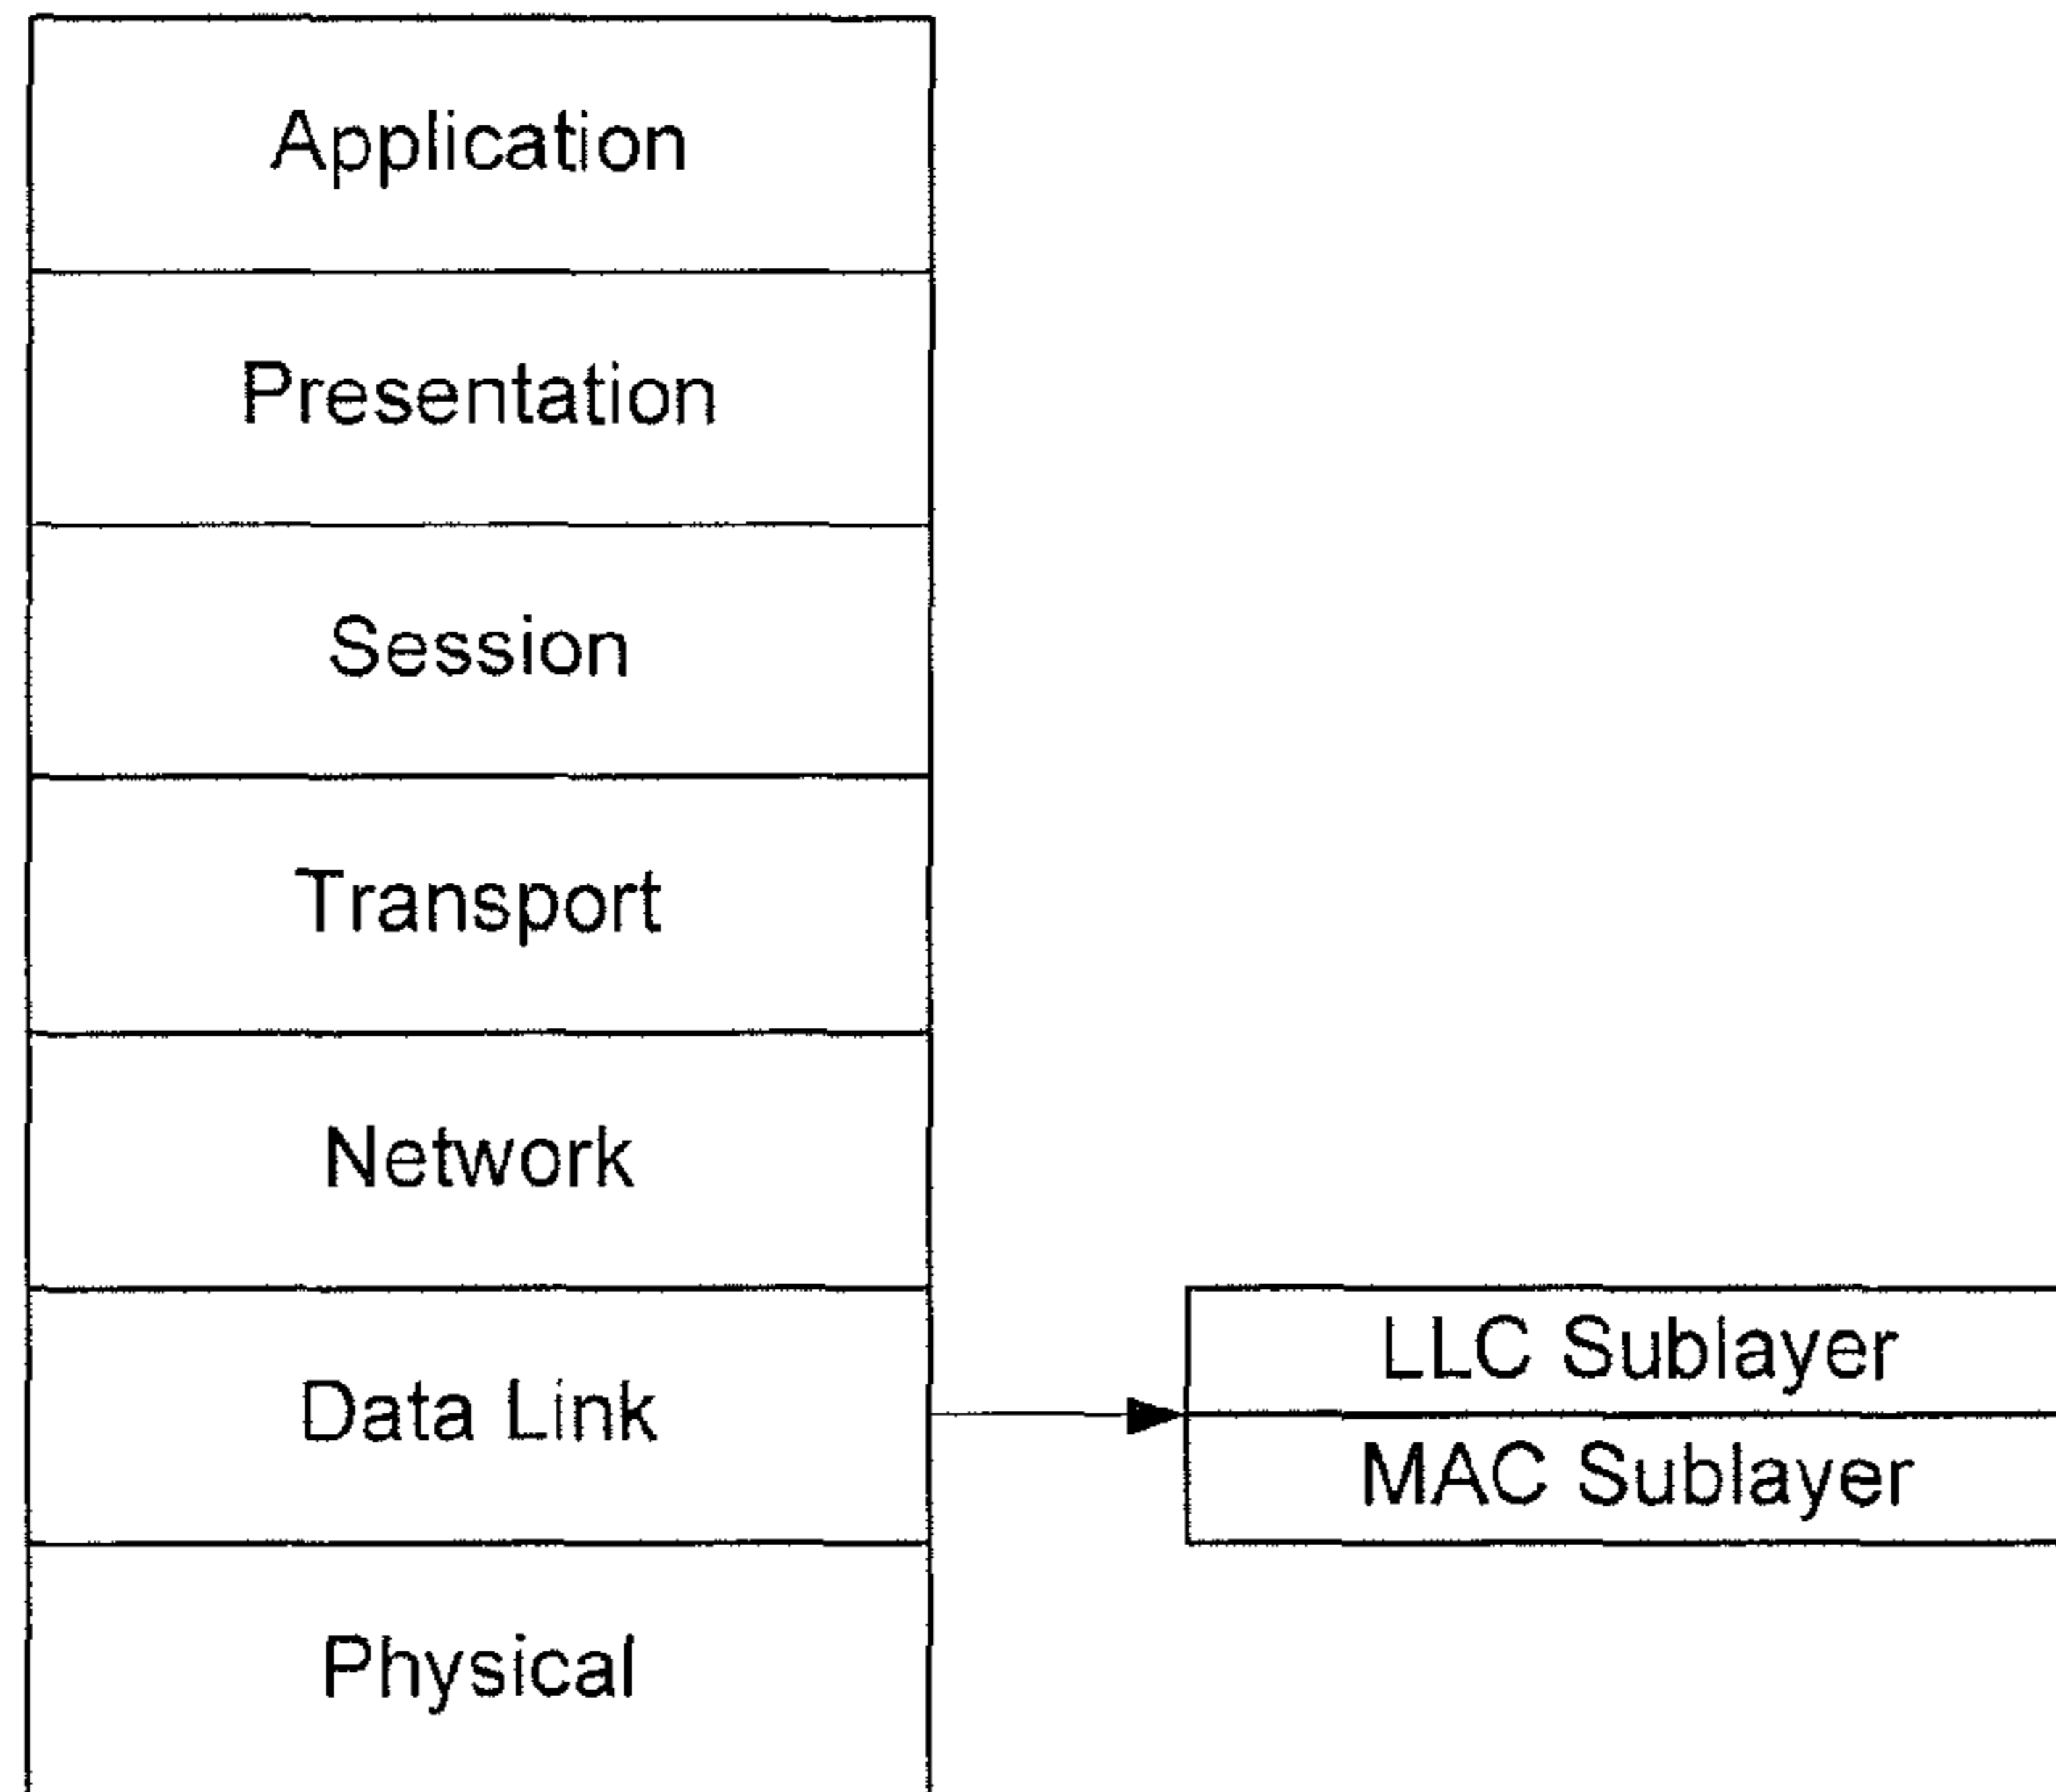 Application
Presentation
Session
Transport
Network
Data Link
LLC Sublayer
MAC Sublayer
Physical